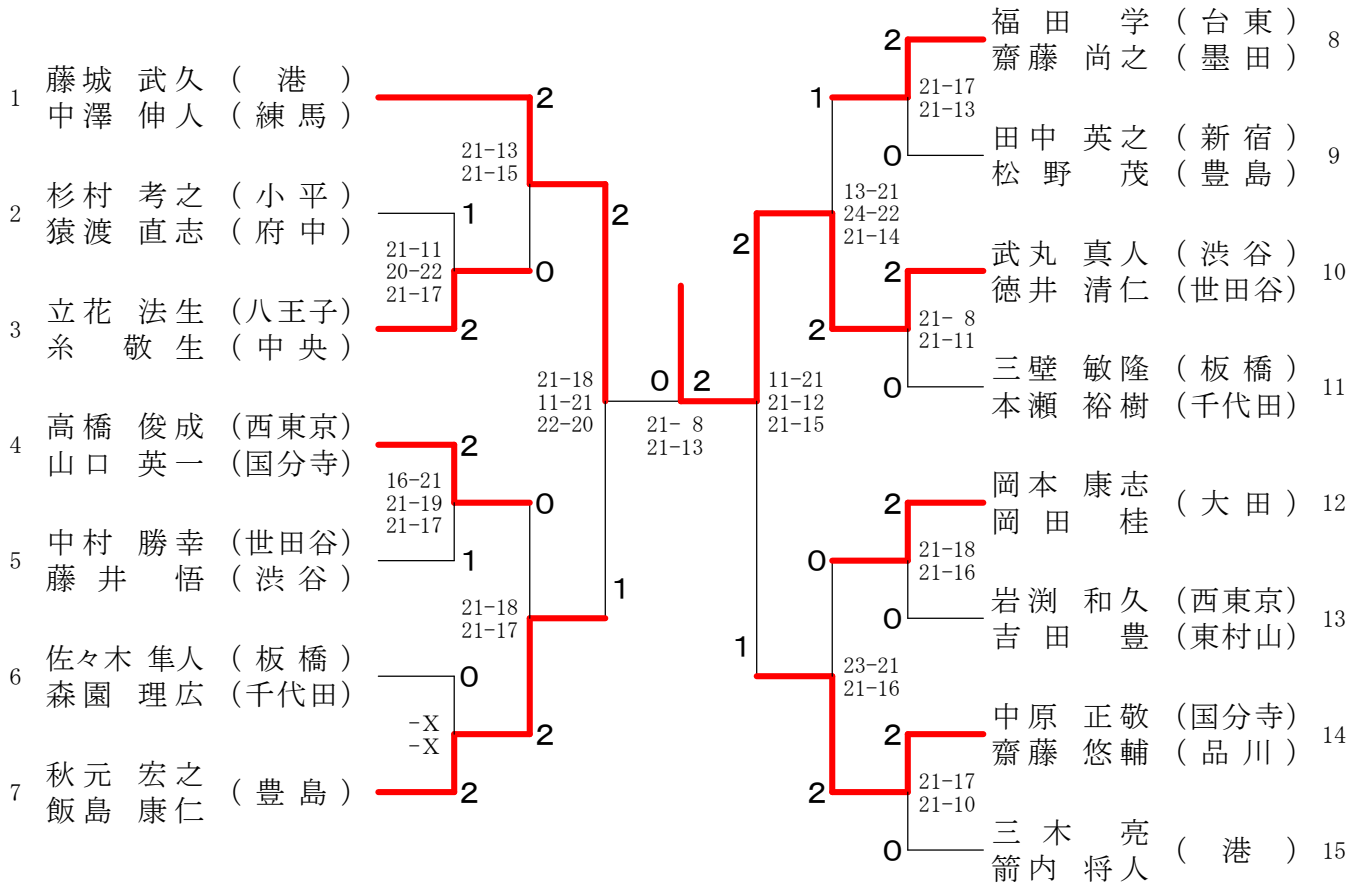 1 藤城 武久 ( 港 )
中澤 伸人 ( 練馬 )
2
21-13
21-15
2 杉村 考之 ( 小平 )
猿渡 直志 ( 府中 )
1
21-11
20-22
21-17
0
3 立花 法生 (八王子)
糸 敬生 ( 中央 )
2
2
4 高橋 俊成 (西東京)
山口 英一 (国分寺)
2
16-21
21-19
21-17
0
5 中村 勝幸 (世田谷)
藤井 悟 ( 渋谷 )
1
21-18
21-17
6 佐々木 隼人 ( 板橋 )
森園 理広 (千代田)
0
-X
-X
2
7 秋元 宏之
飯島 康仁
( 豊島 )
2
1
21-18
11-21
22-20
0 2
21- 8
21-13
福田 学 ( 台東 )
齋藤 尚之 ( 墨田 )
8
2
21-17
21-13
1
田中 英之 ( 新宿 )
松野 茂 ( 豊島 )
9
0
13-21
24-22
21-14
2
武丸 真人 ( 渋谷 )
徳井 清仁 (世田谷)
10
2
21- 8
21-11
2
三壁 敏隆 ( 板橋 )
本瀬 裕樹 (千代田)
11
0
11-21
21-12
21-15
岡本 康志
岡田 桂
( 大田 )
12
2
21-18
21-16
0
岩渕 和久 (西東京)
吉田 豊 (東村山)
13
0
1
23-21
21-16
中原 正敬 (国分寺)
齋藤 悠輔 ( 品川 )
14
2
21-17
21-10
2
三木 亮
箭内 将人
( 港 )
15
0